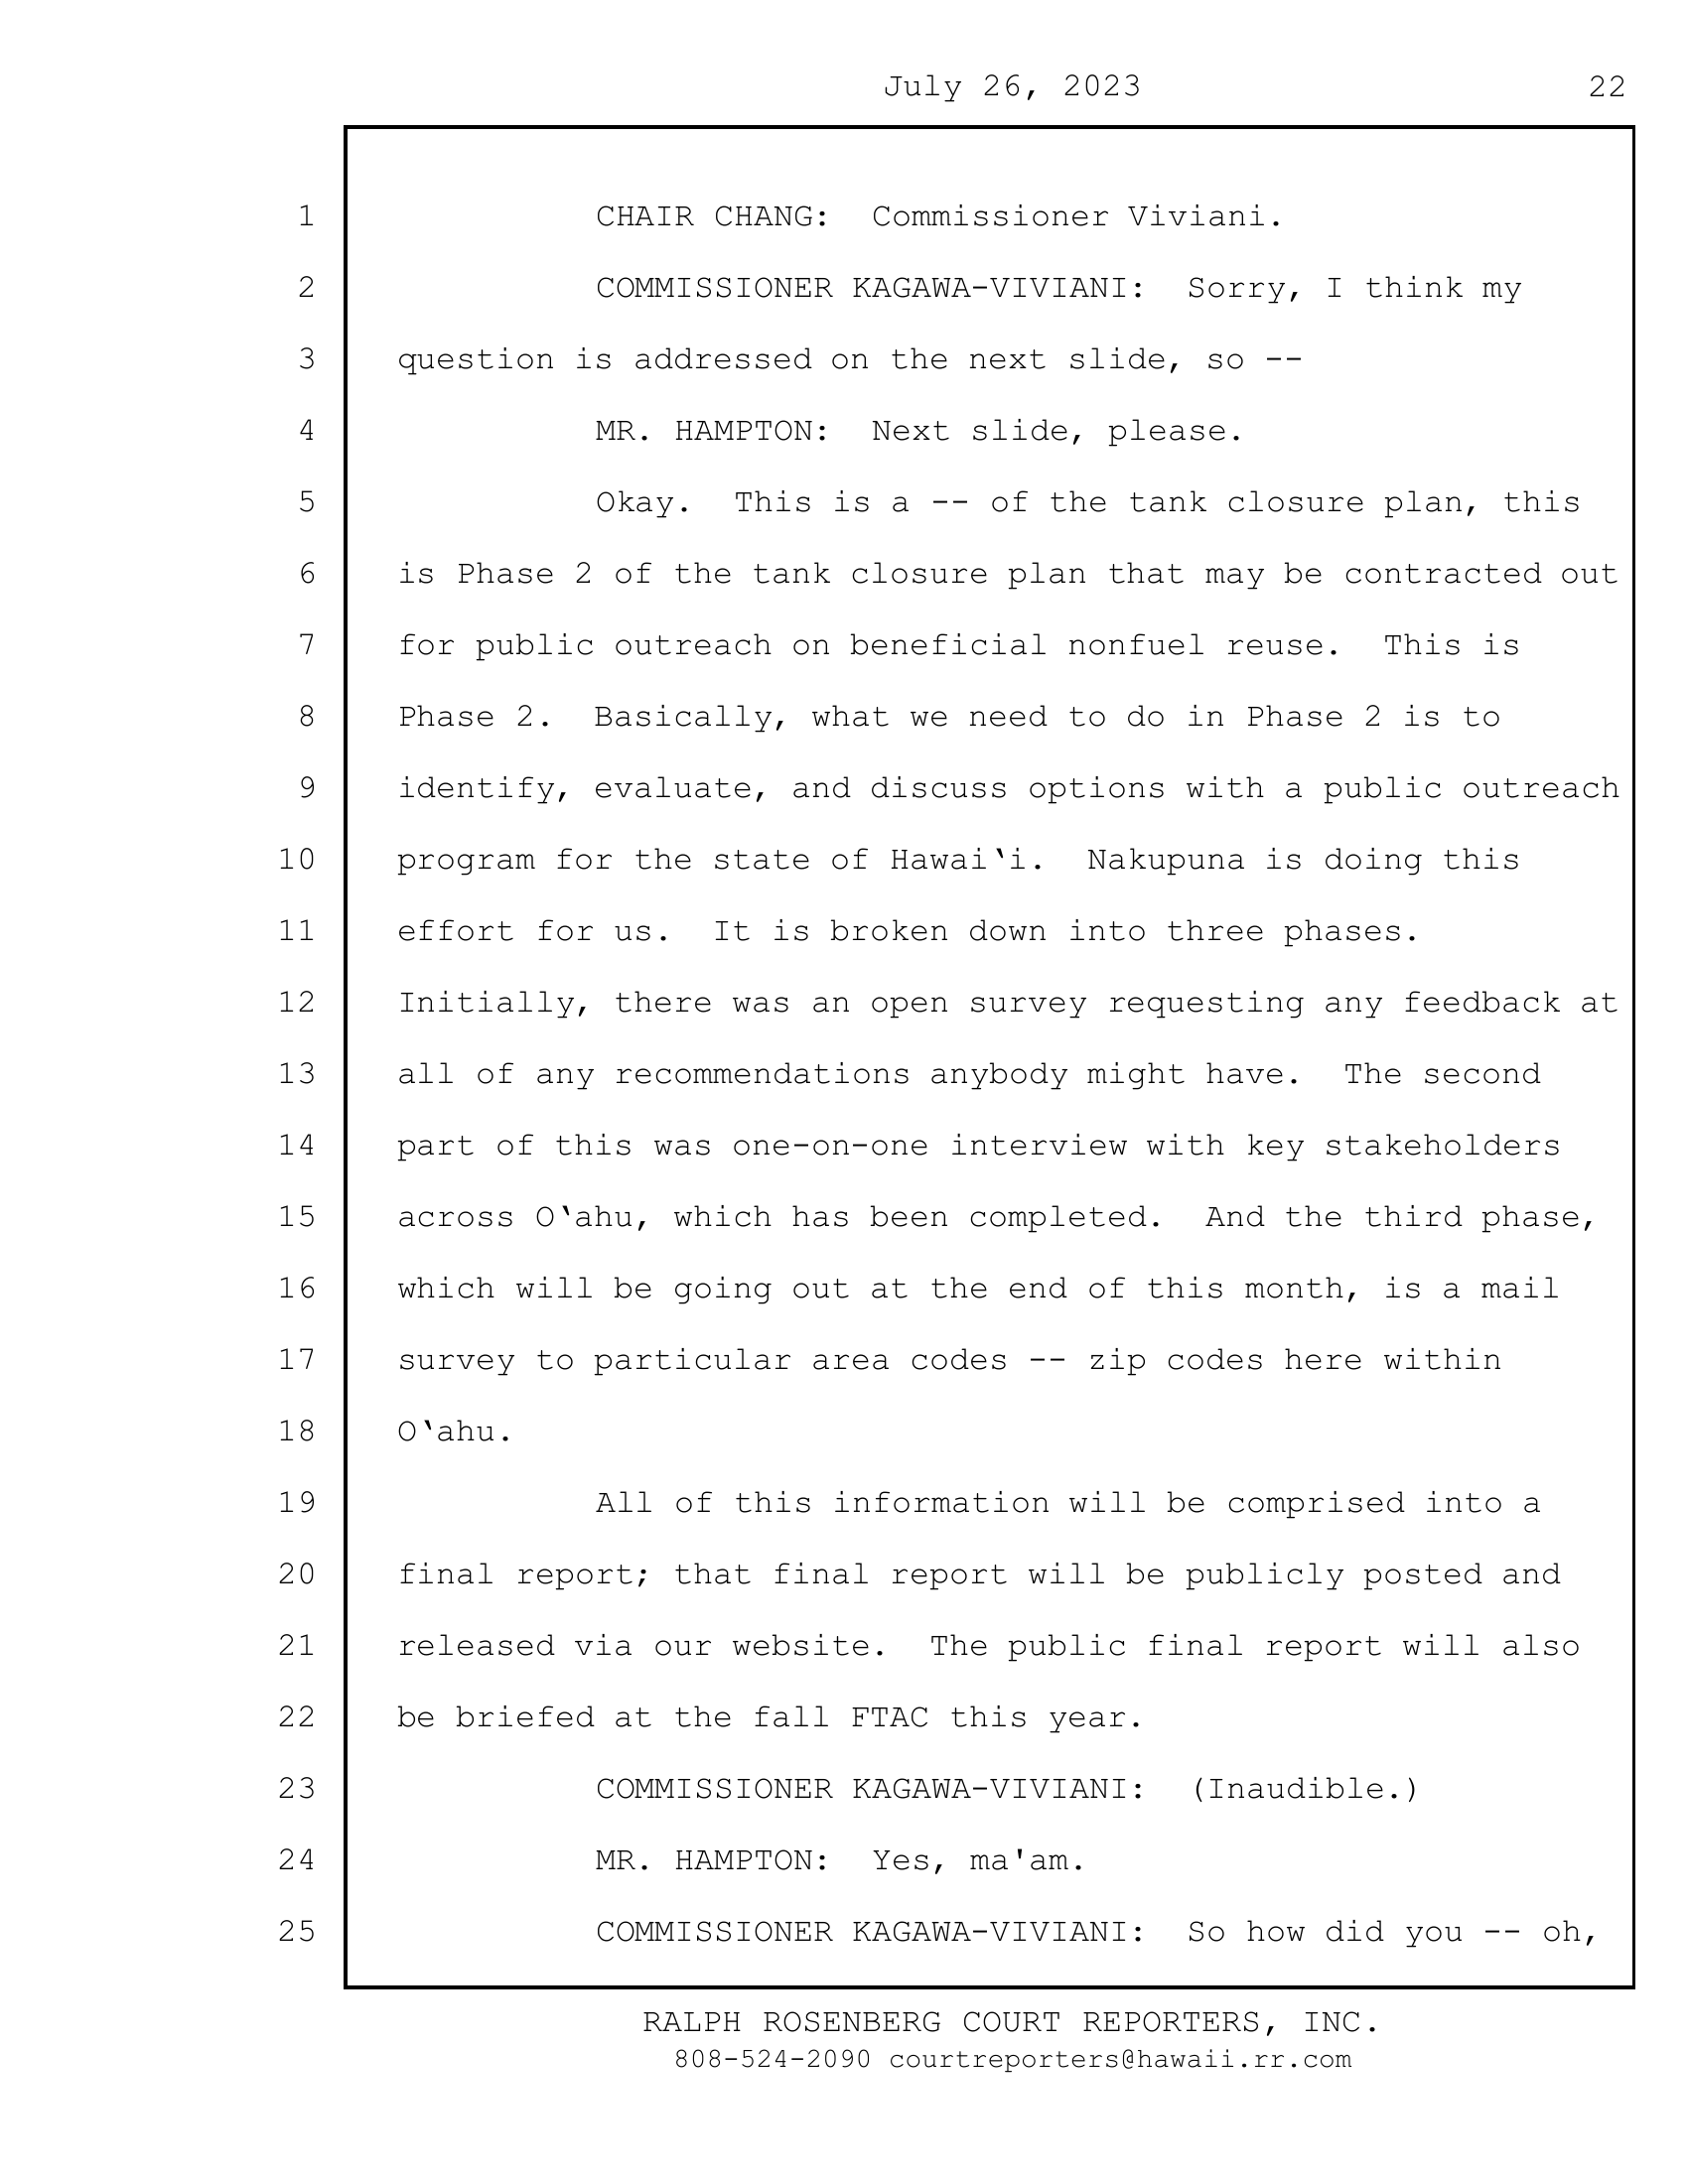 July 26, 2023 22
1 CHAIR CHANG:  Commissioner Viviani.
2 COMMISSIONER KAGAWA-VIVIANI:  Sorry, I think my
3 question is addressed on the next slide, so --
4 MR. HAMPTON:  Next slide, please.
5 Okay.  This is a -- of the tank closure plan, this
6 is Phase 2 of the tank closure plan that may be contracted out
7 for public outreach on beneficial nonfuel reuse.  This is
8 Phase 2.  Basically, what we need to do in Phase 2 is to
9 identify, evaluate, and discuss options with a public outreach
10 program for the state of Hawaiʻi.  Nakupuna is doing this
11 effort for us.  It is broken down into three phases.
12 Initially, there was an open survey requesting any feedback at
13 all of any recommendations anybody might have.  The second
14 part of this was one-on-one interview with key stakeholders
15 across Oʻahu, which has been completed.  And the third phase,
16 which will be going out at the end of this month, is a mail
17 survey to particular area codes -- zip codes here within
18 Oʻahu.
19 All of this information will be comprised into a
20 final report; that final report will be publicly posted and
21 released via our website.  The public final report will also
22 be briefed at the fall FTAC this year.
23 COMMISSIONER KAGAWA-VIVIANI:  (Inaudible.)
24 MR. HAMPTON:  Yes, ma'am.
25 COMMISSIONER KAGAWA-VIVIANI:  So how did you -- oh,
RALPH ROSENBERG COURT REPORTERS, INC.
808-524-2090 courtreporters@hawaii.rr.com